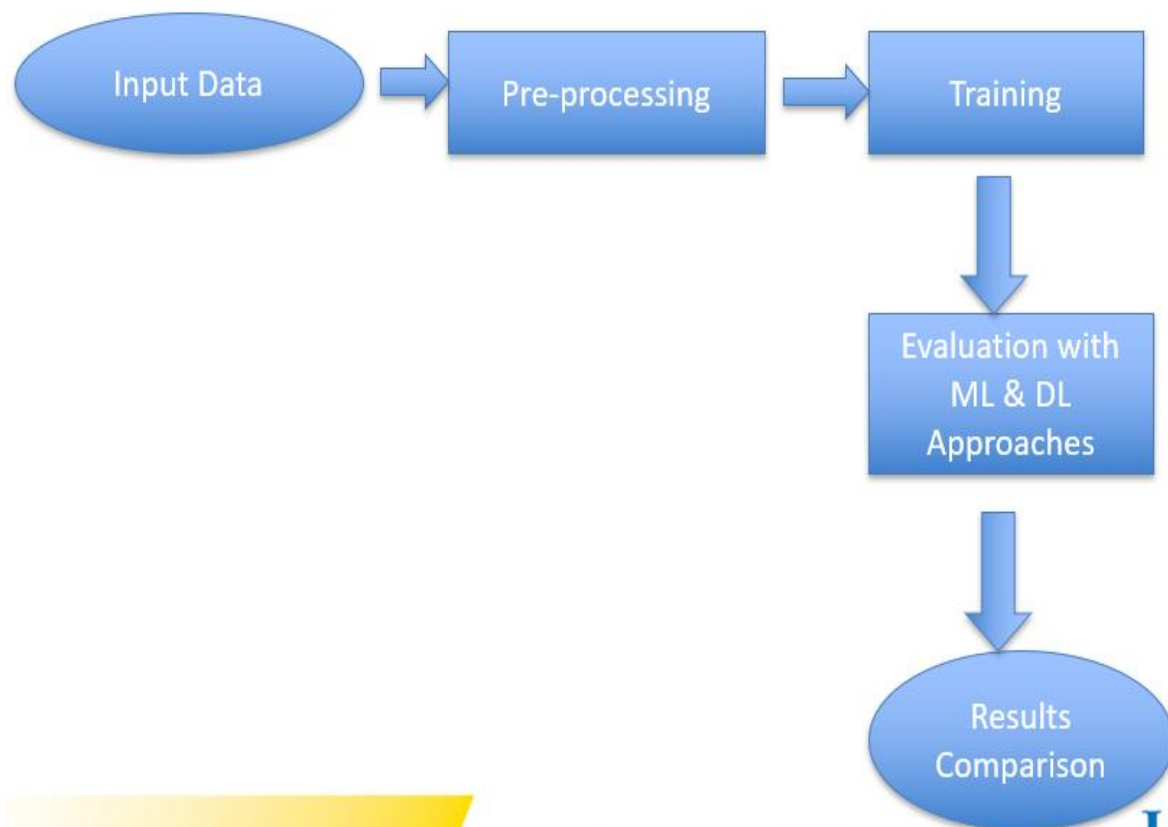 Input Data
Pre-processing
Training
Evaluation with
ML & DL
Approaches
Results
Comparison